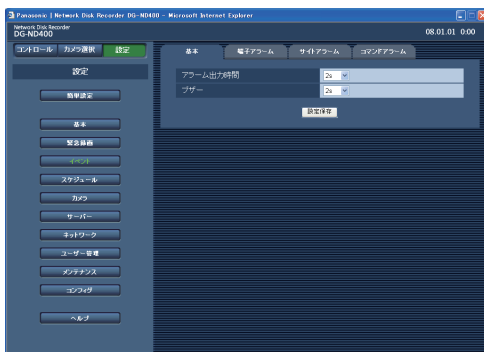 Panasonic | Network Disk Recorder DG-ND400 - Microsoft Internet Explorer
Network Disk Recorder
DG-ND400
08.01.01 0:00
コントロール カメラ選択 設定
基本 端子アラーム サイトアラーム コマンドアラーム
設定
アラーム出力時間 2s
ブザー 2s
簡単設定
設定保存
基本
緊急録画
イベント
スケジュール
カメラ
サーバー
ネットワーク
ユーザー管理
メンテナンス
コンフィグ
ヘルプ